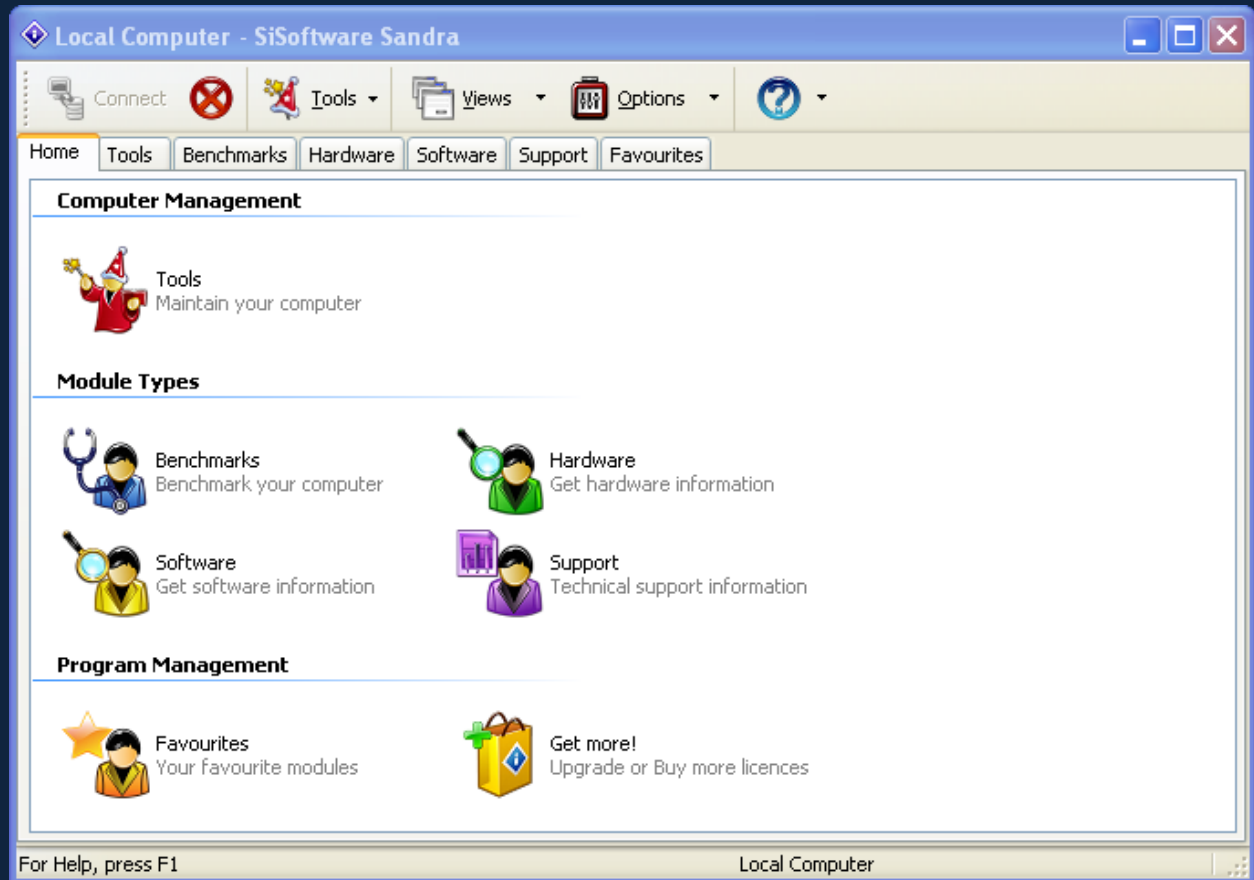 Local Computer - SiSoftware Sandra
Connect Tools Views Options
Home Tools Benchmarks Hardware Software Support Favourites
Computer Management
Tools
Maintain your computer
Module Types
Benchmarks
Benchmark your computer
Hardware
Get hardware information
Software
Get software information
Support
Technical support information
Program Management
Favourites
Your favourite modules
Get more!
Upgrade or Buy more licences
For Help, press F1 Local Computer